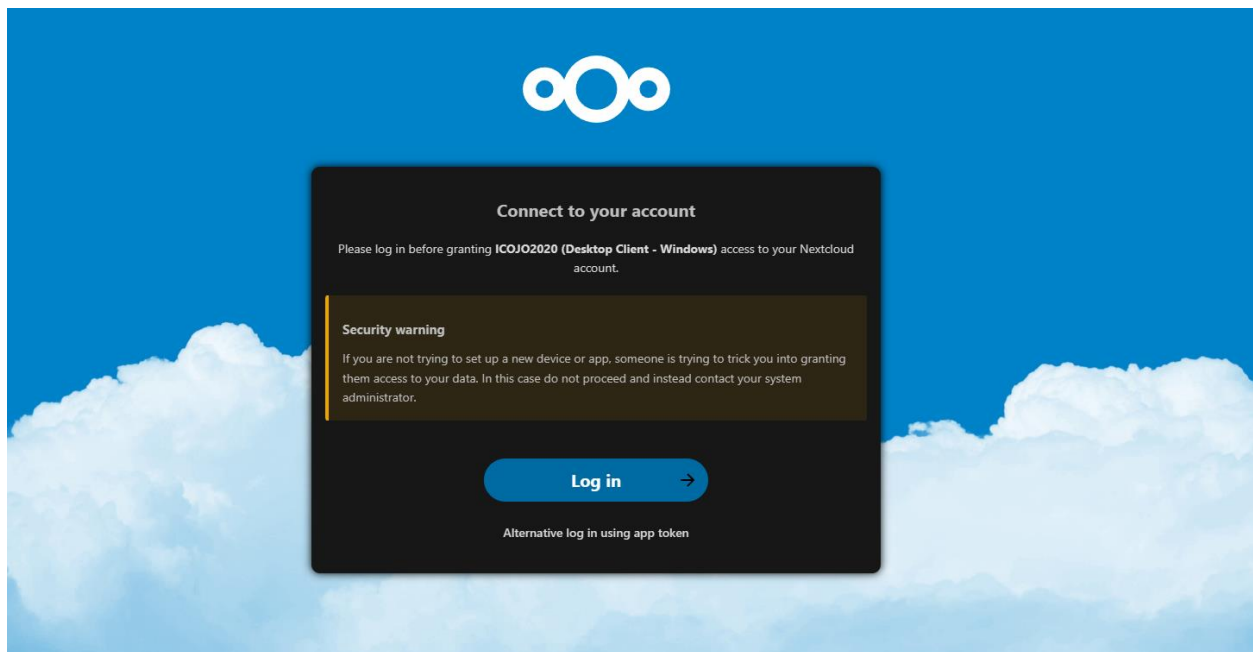 Connect to your account
Please log in before granting ICOJO2020 (Desktop Client - Windows) access to your Nextcloud
account.
Security warning
If you are not trying to set up a new device or app, someone is trying to trick you into granting
them access to your data. In this case do not proceed and instead contact your system
administrator.
Log in
Alternative log in using app token